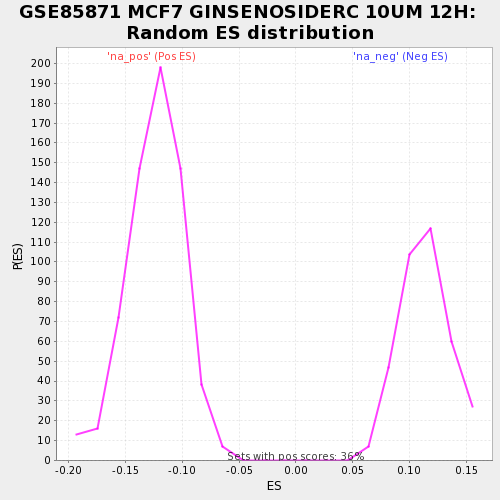 GSE85871 MCF7 GINSENOSIDERC 10UM 12H:
Random ES distribution
'na_pos' (Pos ES)
'na_neg' (Neg ES)
200
190
180
170
160
150
140
130
120
110
100
90
80
70
60
50
40
30
20
10
0
P(ES)
Sets with pos scores: 36%
-0.20 -0.15 -0.10 -0.05 0.00 0.05 0.10 0.15
ES